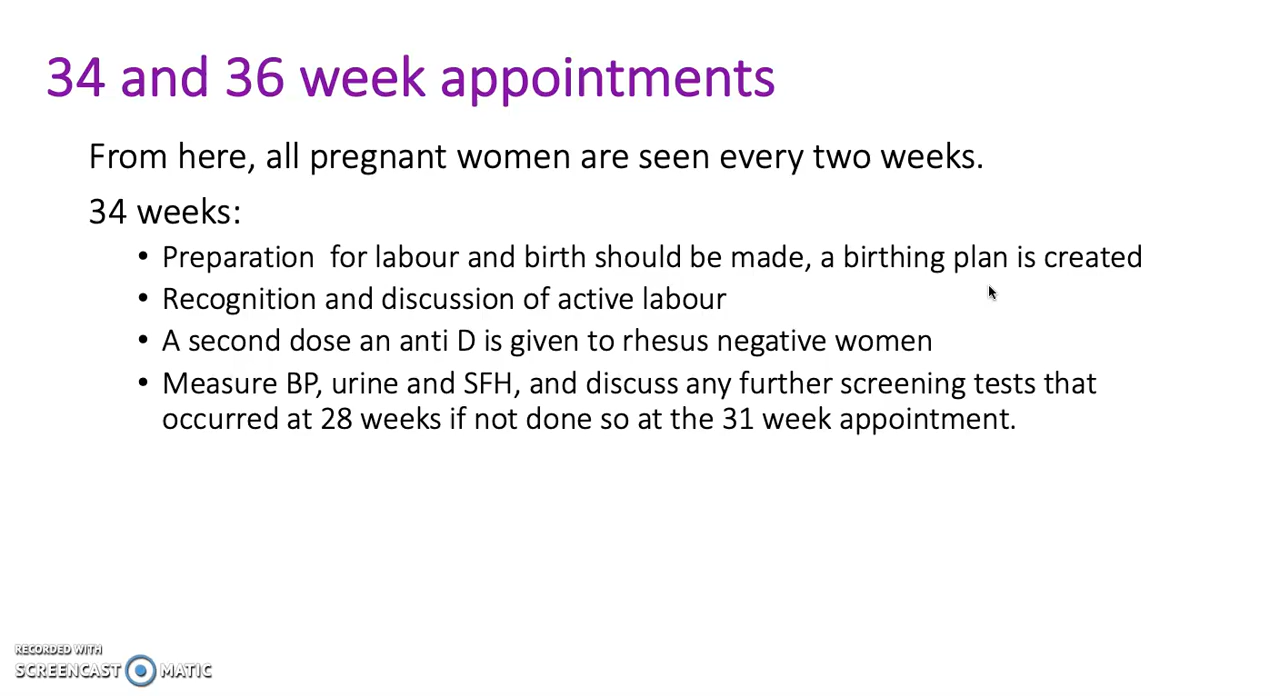 34 and 36 week appointments
From here, all pregnant women are seen every two weeks.
34 weeks:
• Preparation  for labour and birth should be made, a birthing plan is created
• Recognition and discussion of active labour
• A second dose an anti D is given to rhesus negative women
• Measure BP, urine and SFH, and discuss any further screening tests that
occurred at 28 weeks if not done so at the 31 week appointment.
RECORDED WITH
SCREENCAST MATIC